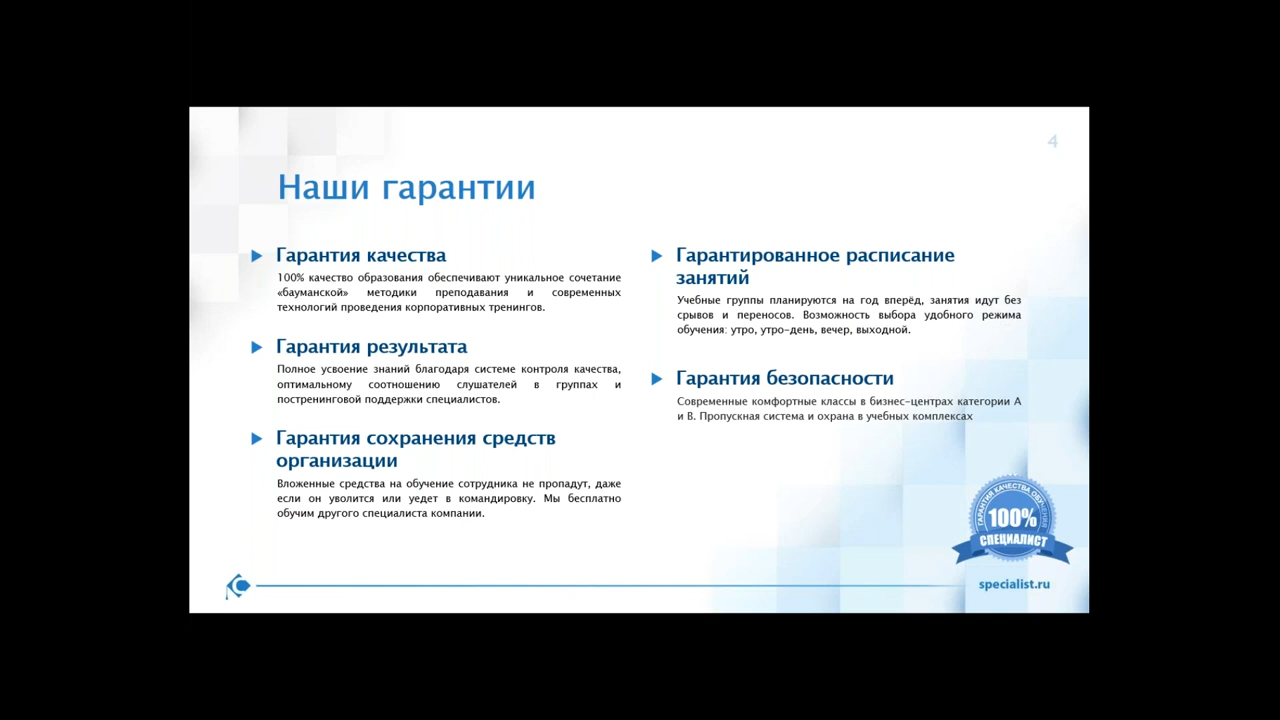 4
Наши гарантии
Гарантия качества
100% качество образования обеспечивают уникальное сочетание
«бауманской» методики преподавания и современных
технологий проведения корпоративных тренингов.
Гарантия результата
Полное усвоение знаний благодаря системе контроля качества,
оптимальному соотношению слушателей в группах и
постренинговой поддержки специалистов.
Гарантия сохранения средств
организации
Вложенные средства на обучение сотрудника не пропадут, даже
если он уволится или уедет в командировку. Мы бесплатно
обучим другого специалиста компании.
Гарантированное расписание
занятий
Учебные группы планируются на год вперёд, занятия идут без
срывов и переносов. Возможность выбора удобного режима
обучения: утро, утро-день, вечер, выходной.
Гарантия безопасности
Современные комфортные классы в бизнес-центрах категории А
и В. Пропускная система и охрана в учебных комплексах
ГАРАНТИЯ КАЧЕСТВА ОБУЧЕНИЯ
100%
СПЕЦИАЛИСТ
specialist.ru